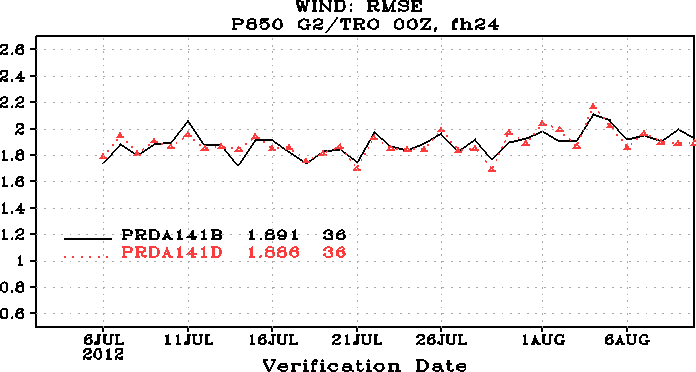 WIND: RMSE
P850 G2/TRO 00Z, fh24
2.6
2.4
2.2
2
1.8
1.6
1.4
1.2
1
0.8
0.6
PRDA141B 1.891 36
PRDA141D 1.886 36
6JUL 11JUL 16JUL 21JUL 26JUL 1AUG 6AUG
2012
Verification Date